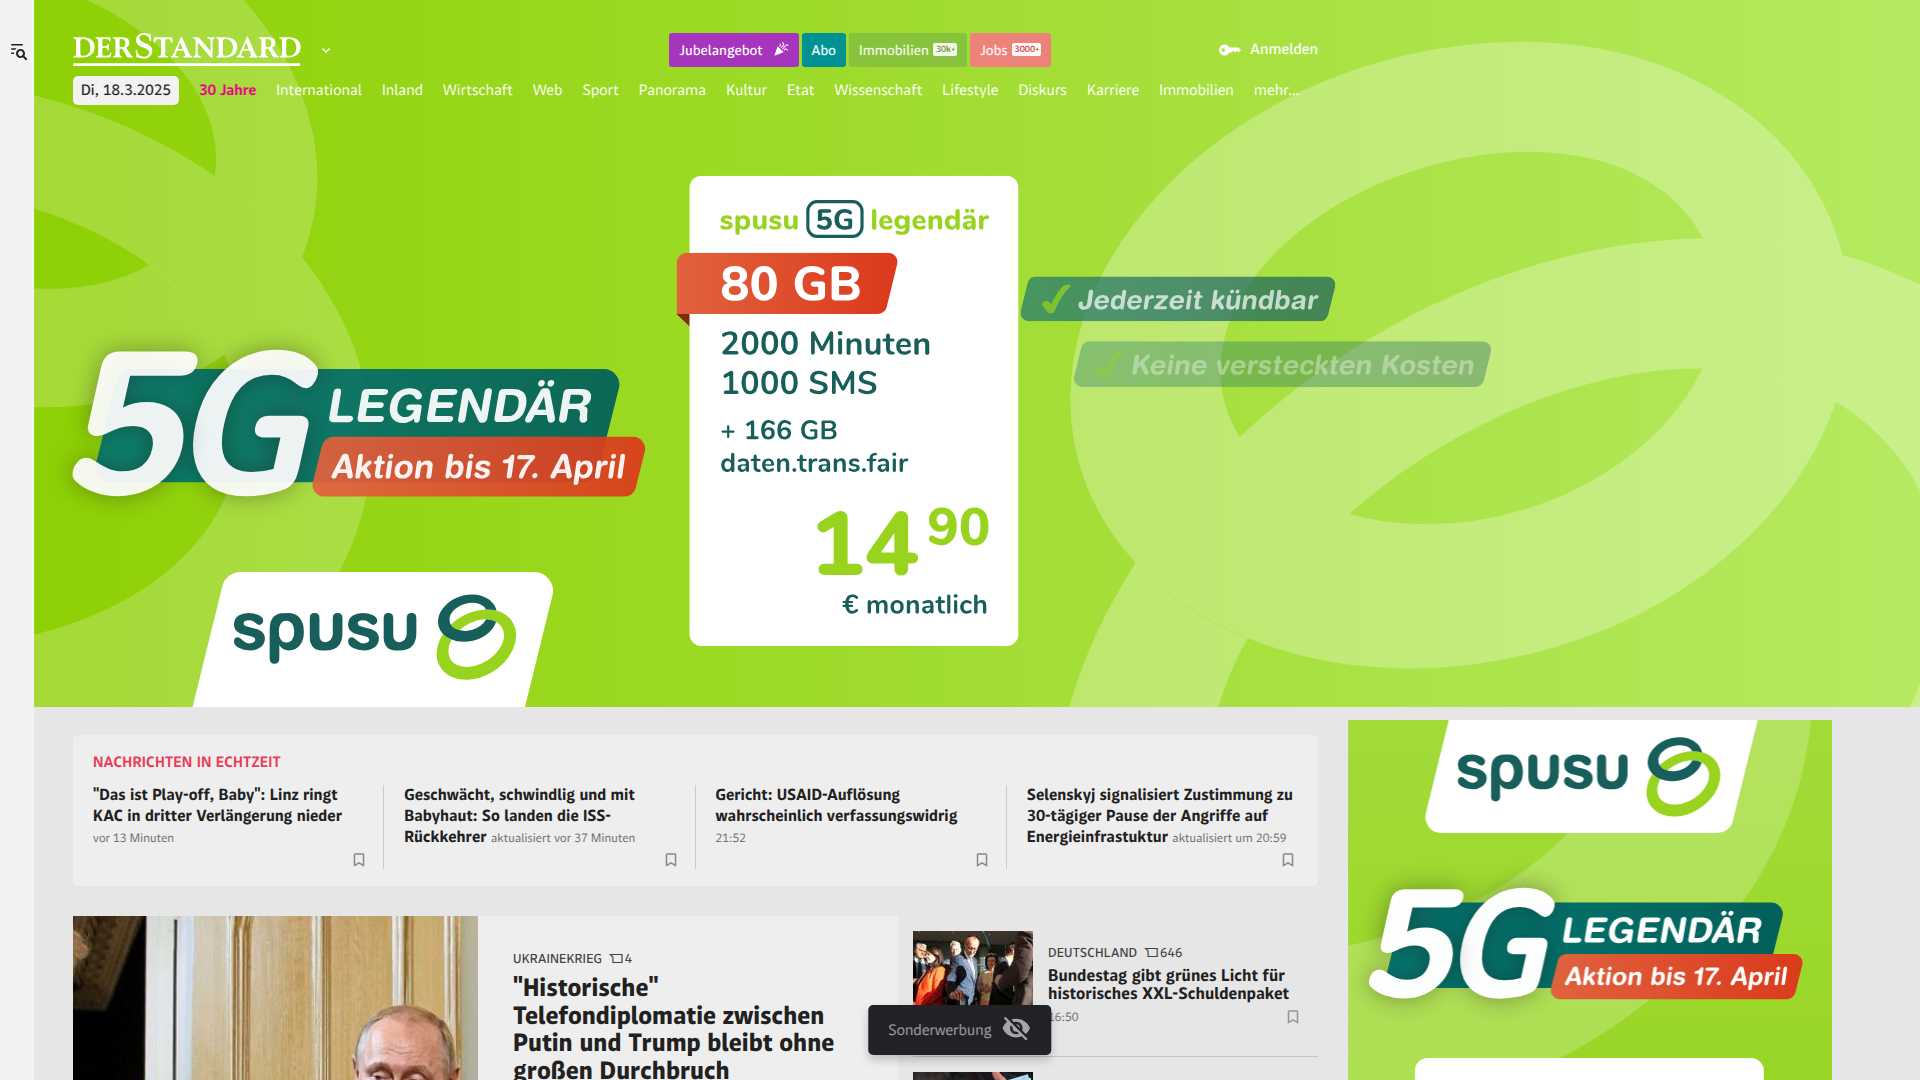 DERSTANDARD
Jubelangebot
Abo
Immobilien 30k+
Jobs 3000+
Anmelden
Di, 18.3.2025
30 Jahre
International
Inland
Wirtschaft
Web
Sport
Panorama
Kultur
Etat
Wissenschaft
Lifestyle
Diskurs
Karriere
Immobilien
mehr...
spusu 5G legendär
80 GB
2000 Minuten
1000 SMS
+ 166 GB
daten.trans.fair
14 90
€ monatlich
Jederzeit kündbar
Keine versteckten Kosten
5G LEGENDÄR
Aktion bis 17. April
spusu
NACHRICHTEN IN ECHTZEIT
"Das ist Play-off, Baby": Linz ringt
KAC in dritter Verlängerung nieder
vor 13 Minuten
Geschwächt, schwindlig und mit
Babyhaut: So landen die ISS-
Rückkehrer aktualisiert vor 37 Minuten
Gericht: USAID-Auflösung
wahrscheinlich verfassungswidrig
21:52
Selenskyj signalisiert Zustimmung zu
30-tägiger Pause der Angriffe auf
Energieinfrastuktur aktualisiert um 20:59
UKRAINEKRIEG 4
"Historische"
Telefondiplomatie zwischen
Putin und Trump bleibt ohne
großen Durchbruch
DEUTSCHLAND 646
Bundestag gibt grünes Licht für
historisches XXL-Schuldenpaket
16:50
Sonderwerbung
spusu
5G LEGENDÄR
Aktion bis 17. April